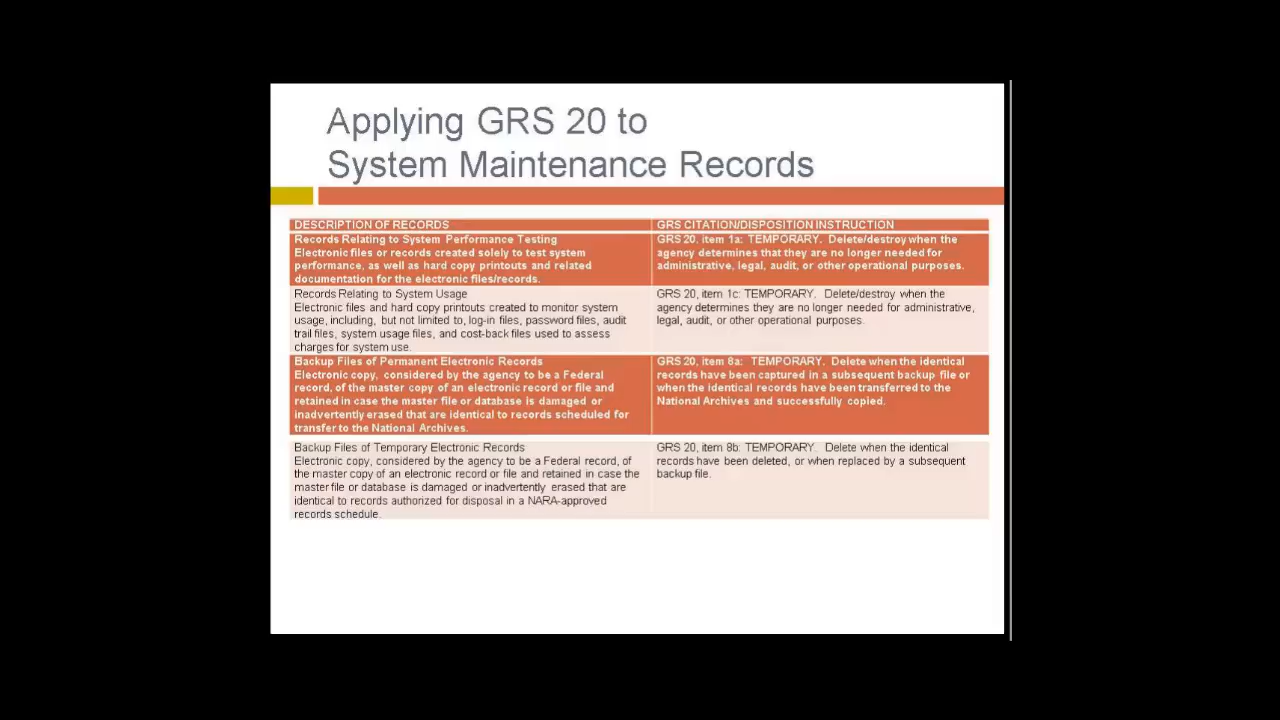 Applying GRS 20 to
System Maintenance Records
DESCRIPTION OF RECORDS
GRS CITATION/DISPOSITION INSTRUCTION
Records Relating to System Performance Testing
Electronic files or records created solely to test system
performance, as well as hard copy printouts and related
documentation for the electronic files/records.
GRS 20, item 1a: TEMPORARY. Delete/destroy when the
agency determines that they are no longer needed for
administrative, legal, audit, or other operational purposes.
Records Relating to System Usage
Electronic files and hard copy printouts created to monitor system
usage, including, but not limited to, log-in files, password files, audit
trail files, system usage files, and cost-back files used to assess
charges for system use.
GRS 20, item 1c: TEMPORARY. Delete/destroy when the
agency determines they are no longer needed for administrative,
legal, audit, or other operational purposes.
Backup Files of Permanent Electronic Records
Electronic copy, considered by the agency to be a Federal
record, of the master copy of an electronic record or file and
retained in case the master file or database is damaged or
inadvertently erased that are identical to records scheduled for
transfer to the National Archives.
GRS 20, item 8a: TEMPORARY. Delete when the identical
records have been captured in a subsequent backup file or
when the identical records have been transferred to the
National Archives and successfully copied.
Backup Files of Temporary Electronic Records
Electronic copy, considered by the agency to be a Federal record, of
the master copy of an electronic record or file and retained in case the
master file or database is damaged or inadvertently erased that are
identical to records authorized for disposal in a NARA-approved
records schedule.
GRS 20, item 8b: TEMPORARY. Delete when the identical
records have been deleted, or when replaced by a subsequent
backup file.